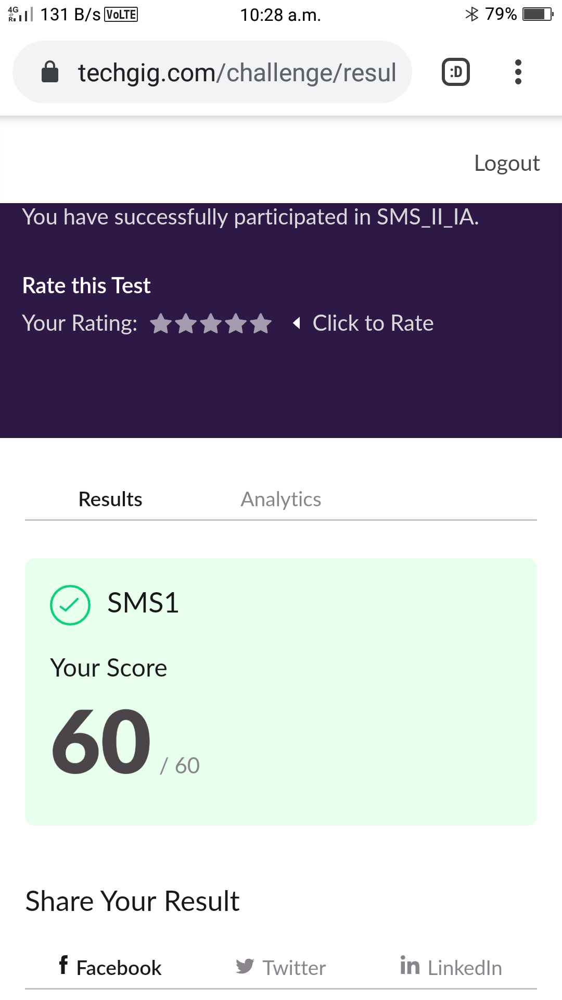 4G R 131 B/s VoLTE 10:28 a.m. 79%
techgig.com/challenge/resul :D
Logout
You have successfully participated in SMS_II_IA.
Rate this Test
Your Rating: Click to Rate
Results Analytics
SMS1
Your Score
60 / 60
Share Your Result
f Facebook Twitter in LinkedIn